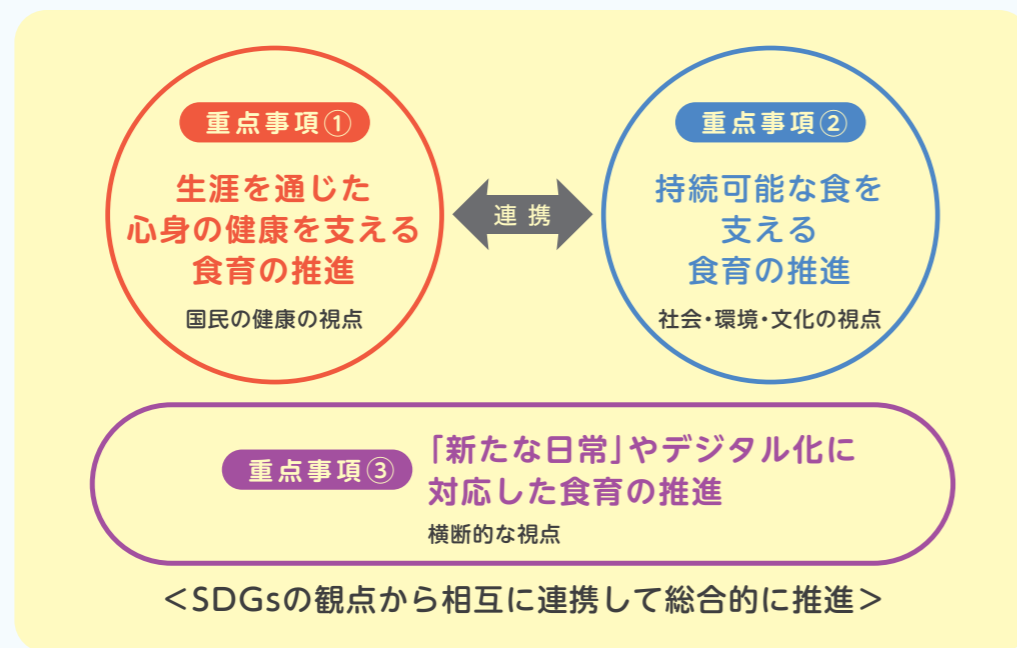 重点事項①
生涯を通じた
心身の健康を支える
食育の推進
国民の健康の視点
連携
重点事項②
持続可能な食を
支える
食育の推進
社会・環境・文化の視点
重点事項③
「新たな日常」やデジタル化に
対応した食育の推進
横断的な視点
＜SDGsの観点から相互に連携して総合的に推進＞